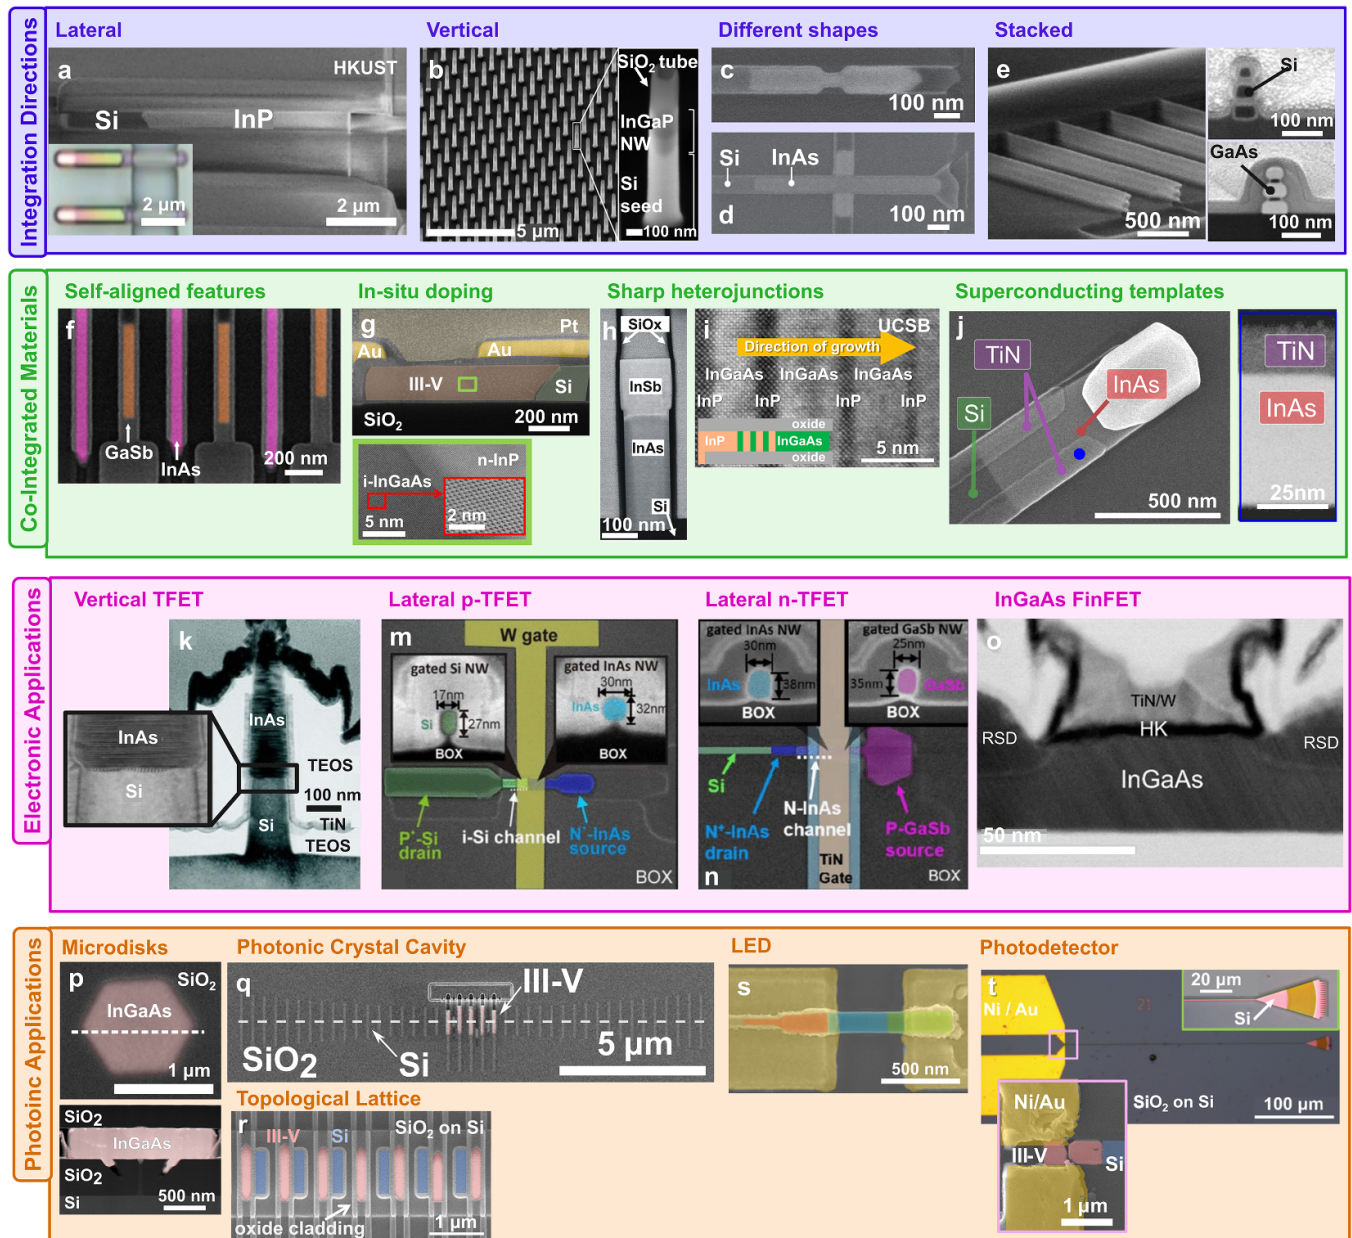 Integration Directions
Lateral
a
HKUST
Si
InP
2 µm
2 µm
Vertical
b
5 µm
SiO2 tube
InGaP
NW
Si
seed
100 nm
Different shapes
c
100 nm
Si
InAs
d
100 nm
Stacked
e
500 nm
Si
100 nm
GaAs
100 nm
Co-Integrated Materials
Self-aligned features
f
GaSb
InAs
200 nm
In-situ doping
g
Pt
Au
Au
III-V
Si
SiO2
200 nm
n-InP
i-InGaAs
5 nm
2 nm
Sharp heterojunctions
h
SiOx
InSb
InAs
Si
100 nm
i
UCSB
Direction of growth
InGaAs InGaAs InGaAs
InP InP InP
oxide
InP
InGaAs
oxide
5 nm
Superconducting templates
j
TiN
InAs
Si
500 nm
TiN
InAs
25nm
Electronic Applications
Vertical TFET
k
InAs
InAs
Si
TEOS
100 nm
Si
TiN
TEOS
Lateral p-TFET
m
W gate
gated Si NW
17nm
Si
27nm
BOX
gated InAs NW
30nm
InAs
32nm
BOX
P+-Si
drain
i-Si channel
N+-InAs
source
BOX
Lateral n-TFET
gated InAs NW
30nm
InAs
38nm
BOX
gated GaSb NW
25nm
35nm
GaSb
BOX
Si
N+-InAs
drain
N-InAs
channel
P-GaSb
source
TiN
Gate
n
BOX
InGaAs FinFET
o
TiN/W
HK
RSD
RSD
InGaAs
50 nm
Photoinc Applications
Microdisks
p
SiO2
InGaAs
1 µm
SiO2
InGaAs
SiO2
Si
500 nm
Photonic Crystal Cavity
q
III-V
SiO2
Si
5 µm
Topological Lattice
r
III-V
Si
SiO2 on Si
oxide cladding
1 µm
LED
s
500 nm
Photodetector
t
Ni / Au
21
20 µm
Si
SiO2 on Si
100 µm
Ni/Au
III-V
Si
1 µm